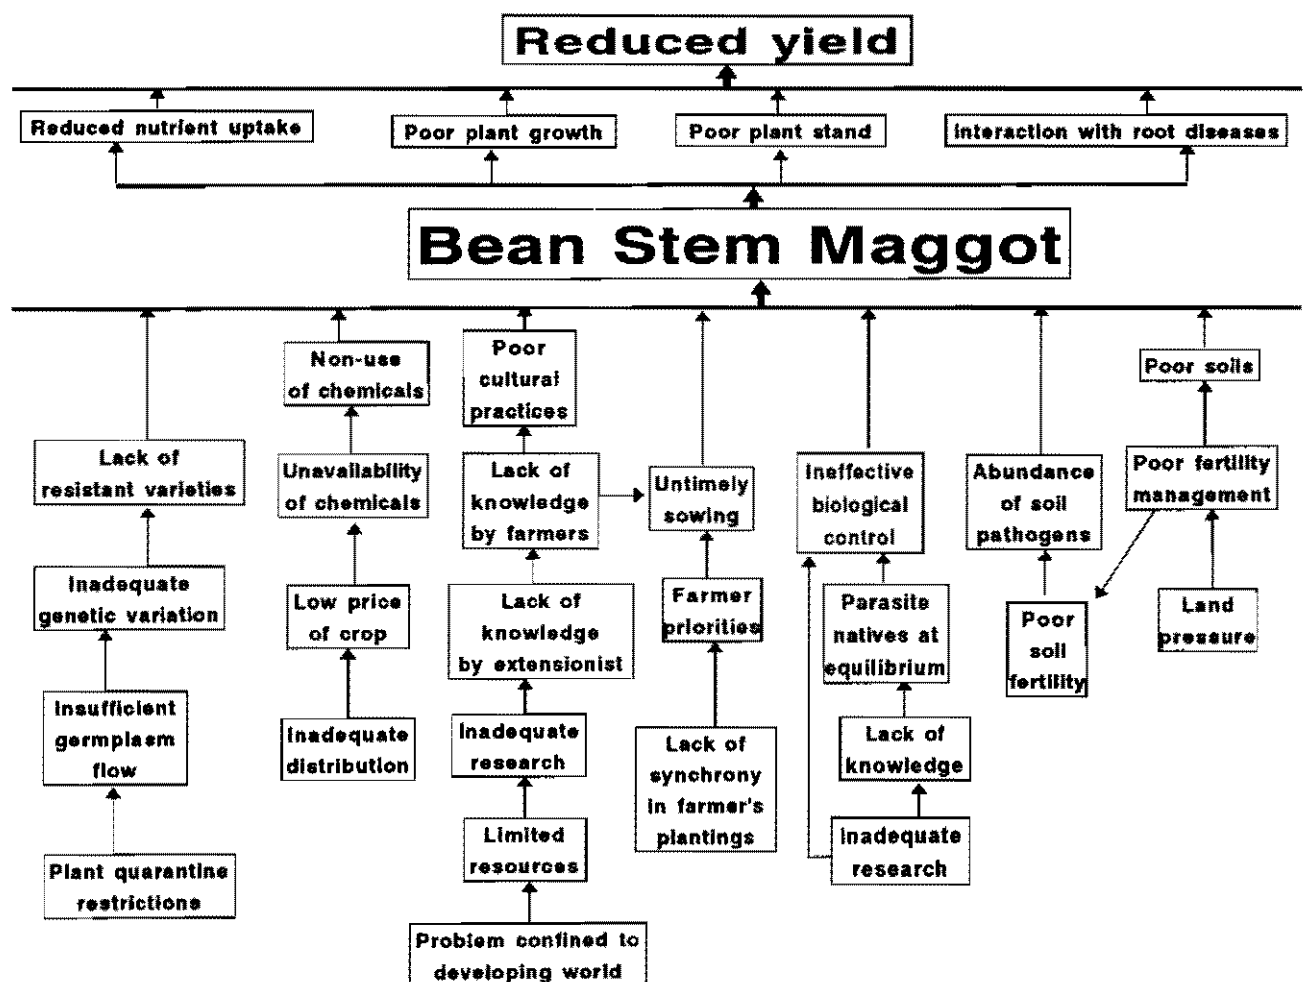 Reduced yield
Reduced nutrient uptake
Poor plant growth
Poor plant stand
Interaction with root diseases
Bean Stem Maggot
Lack of
resistant varieties
Inadequate
genetic variation
Insufficient
germplasm
flow
Plant quarantine
restrictions
Non-use
of chemicals
Unavailability
of chemicals
Low price
of crop
Inadequate
distribution
Poor
cultural
practices
Lack of
knowledge
by farmers
Lack of
knowledge
by extensionist
Inadequate
research
Limited
resources
Problem confined to
developing world
Untimely
sowing
Farmer
priorities
Lack of
synchrony
in farmer's
plantings
Ineffective
biological
control
Parasite
natives at
equilibrium
Lack of
knowledge
Inadequate
research
Abundance
of soil
pathogens
Poor
soil
fertility
Poor soils
Poor fertility
management
Land
pressure